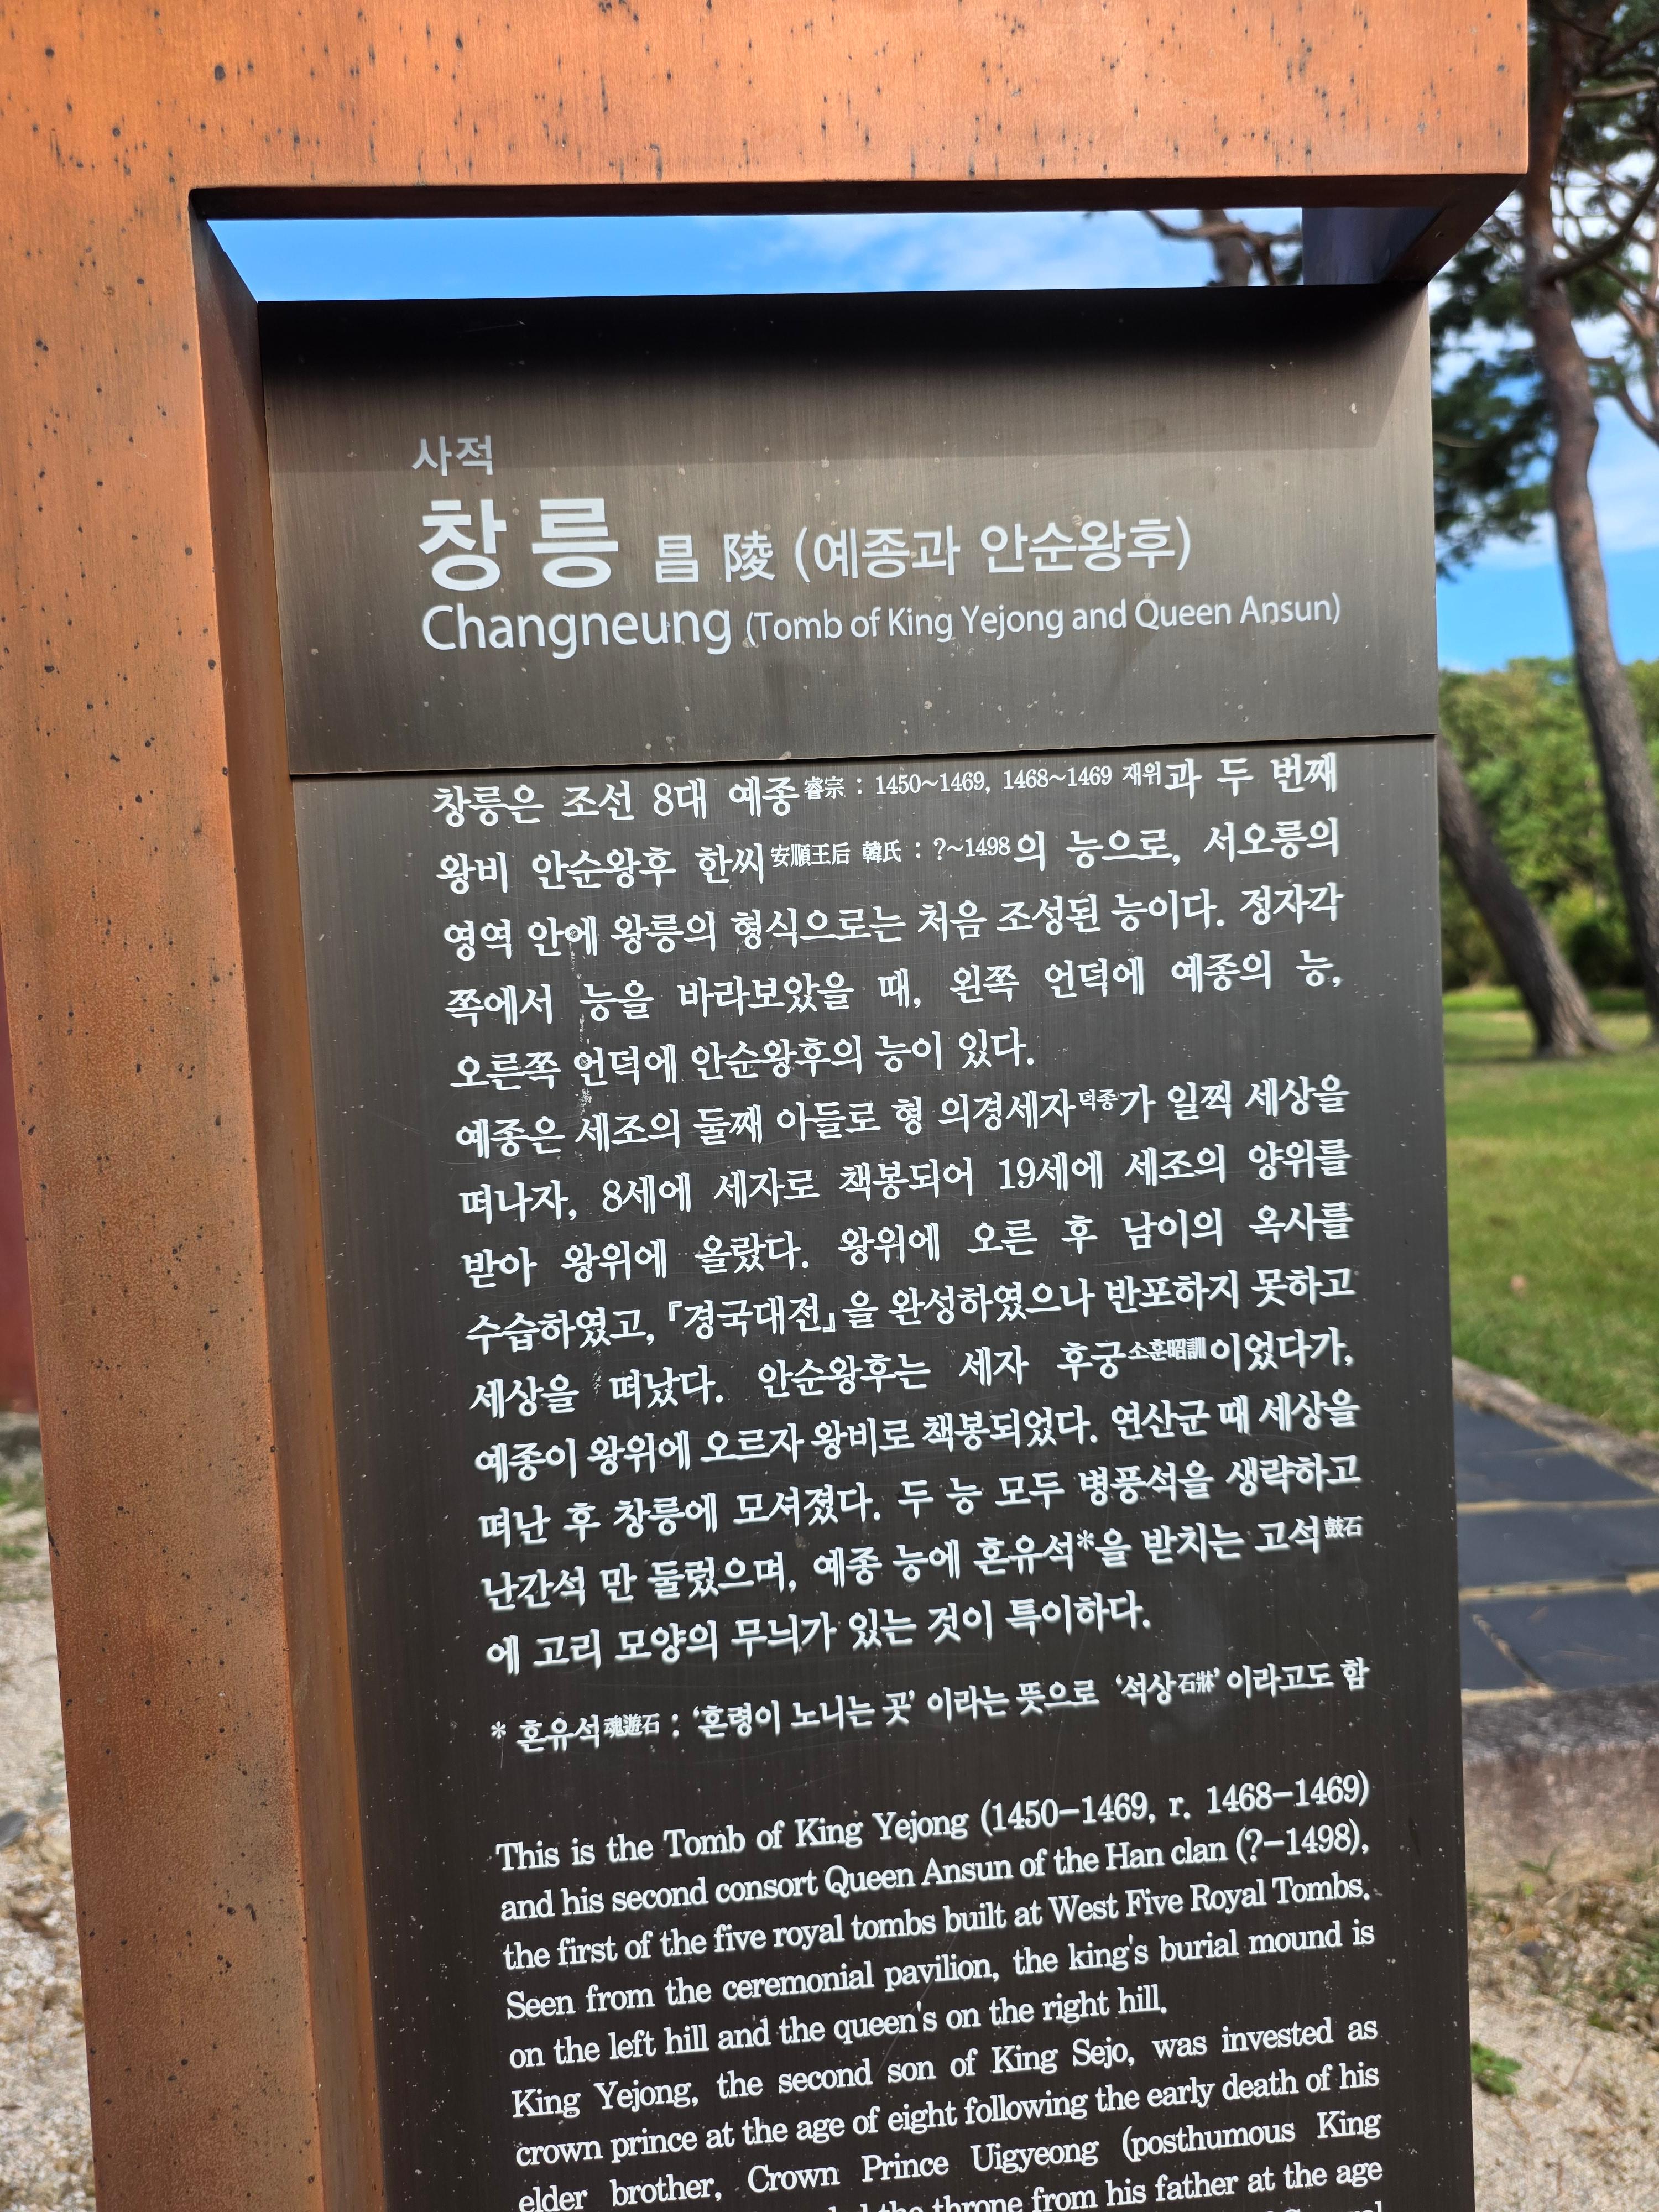 사적
창릉 昌陵 (예종과 안순왕후)
Changneung (Tomb of King Yejong and Queen Ansun)
창릉은 조선 8대 예종睿宗 : 1450~1469, 1468~1469 재위과 두 번째
왕비 안순왕후 한씨安順王后 韓氏 : ?~1498의 능으로, 서오릉의
영역 안에 왕릉의 형식으로는 처음 조성된 능이다. 정자각
쪽에서 능을 바라보았을 때, 왼쪽 언덕에 예종의 능,
오른쪽 언덕에 안순왕후의 능이 있다.
예종은 세조의 둘째 아들로 형 의경세자덕종가 일찍 세상을
떠나자, 8세에 세자로 책봉되어 19세에 세조의 양위를
받아 왕위에 올랐다. 왕위에 오른 후 남이의 옥사를
수습하였고, 『경국대전』을 완성하였으나 반포하지 못하고
세상을 떠났다. 안순왕후는 세자 후궁소훈昭訓이었다가,
예종이 왕위에 오르자 왕비로 책봉되었다. 연산군 때 세상을
떠난 후 창릉에 모셔졌다. 두 능 모두 병풍석을 생략하고
난간석 만 둘렀으며, 예종 능에 혼유석*을 받치는 고석鼓石
에 고리 모양의 무늬가 있는 것이 특이하다.
* 혼유석魂遊石 : ‘혼령이 노니는 곳’ 이라는 뜻으로 ‘석상石牀’ 이라고도 함
This is the Tomb of King Yejong (1450-1469, r. 1468-1469)
and his second consort Queen Ansun of the Han clan (?-1498),
the first of the five royal tombs built at West Five Royal Tombs.
Seen from the ceremonial pavilion, the king's burial mound is
on the left hill and the queen's on the right hill.
King Yejong, the second son of King Sejo, was invested as
crown prince at the age of eight following the early death of his
elder brother, Crown Prince Uigyeong (posthumous King
the throne from his father at the age